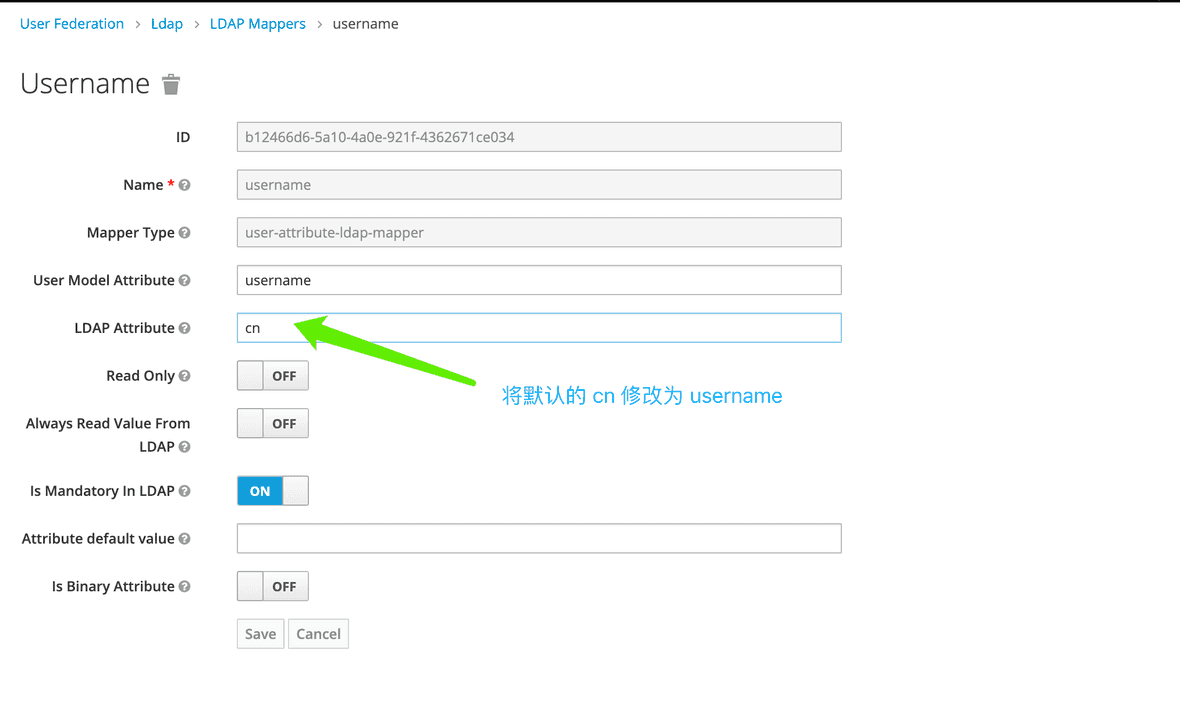 User Federation > Ldap > LDAP Mappers > username
Username
ID b12466d6-5a10-4a0e-921f-4362671ce034
Name * username
Mapper Type user-attribute-ldap-mapper
User Model Attribute username
LDAP Attribute cn
Read Only OFF
将默认的 cn 修改为 username
Always Read Value From
LDAP OFF
Is Mandatory In LDAP ON
Attribute default value
Is Binary Attribute OFF
Save Cancel